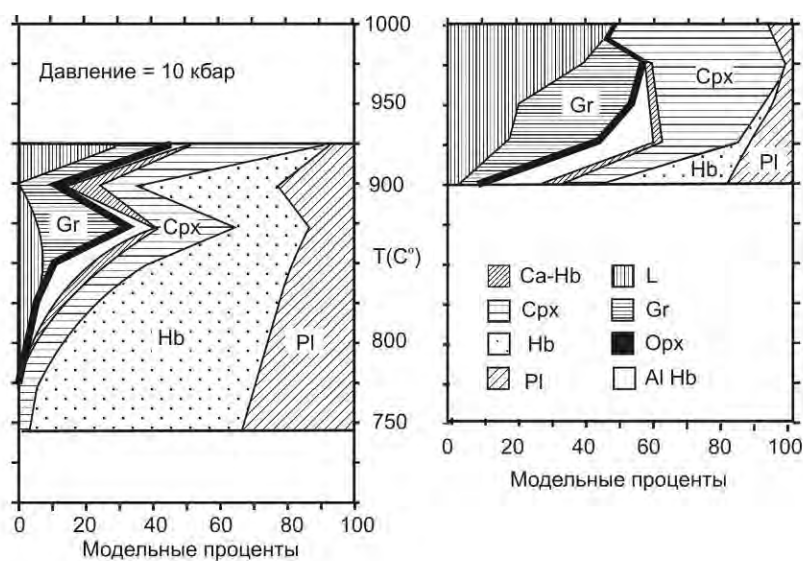 Давление = 10 кбар
Gr
Cpx
Hb
Pl
0 20 40 60 80 100
Модельные проценты
1000
950
900
T(C°)
800
750
Gr
Cpx
Hb
Pl
Ca-Hb
L
Cpx
Gr
Hb
Opx
Pl
Al Hb
0 20 40 60 80 100
Модельные проценты